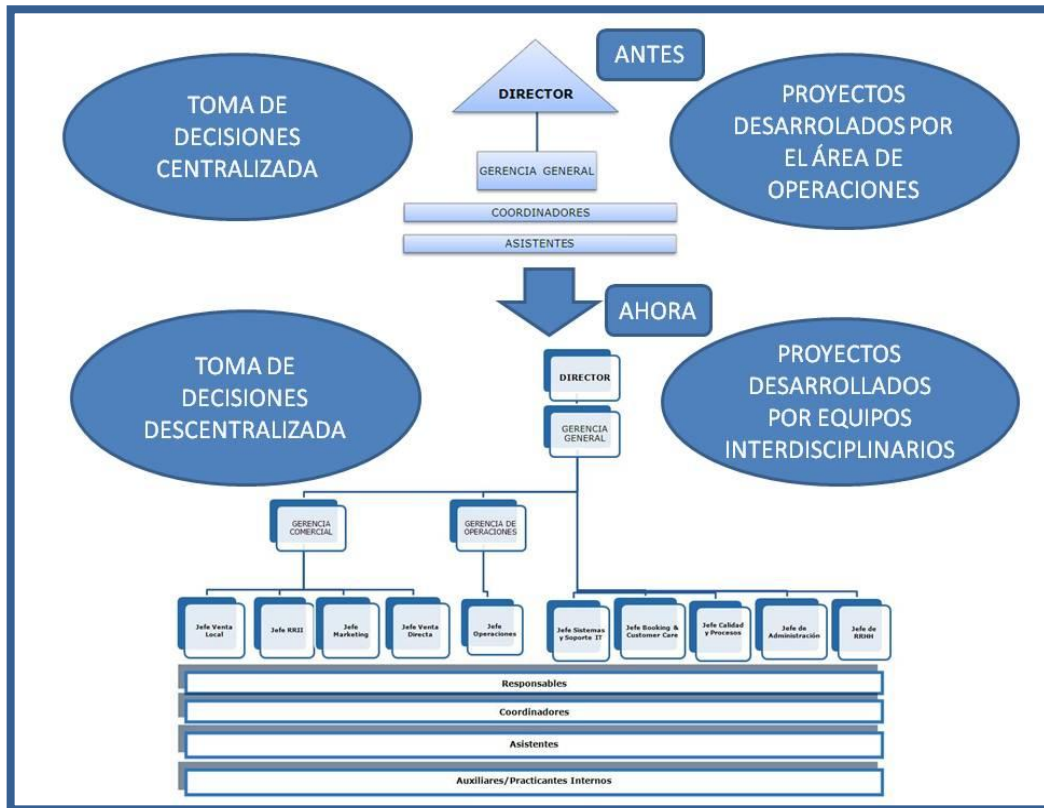 ANTES
TOMA DE
DECISIONES
CENTRALIZADA
DIRECTOR
GERENCIA GENERAL
COORDINADORES
ASISTENTES
PROYECTOS
DESARROLADOS POR
EL ÁREA DE
OPERACIONES
AHORA
TOMA DE
DECISIONES
DESCENTRALIZADA
DIRECTOR
GERENCIA
GENERAL
PROYECTOS
DESARROLLADOS
POR EQUIPOS
INTERDISCIPLINARIOS
GERENCIA
COMERCIAL
GERENCIA DE
OPERACIONES
Jefe Venta
Local
Jefe RRII
Jefe
Marketing
Jefe Venta
Directa
Jefe
Operaciones
Jefe Sistemas
y Soporte IT
Jefe Booking &
Customer Care
Jefe Calidad
y Procesos
Jefe de
Administración
Jefe de
RRHH
Responsables
Coordinadores
Asistentes
Auxiliares/Practicantes Internos